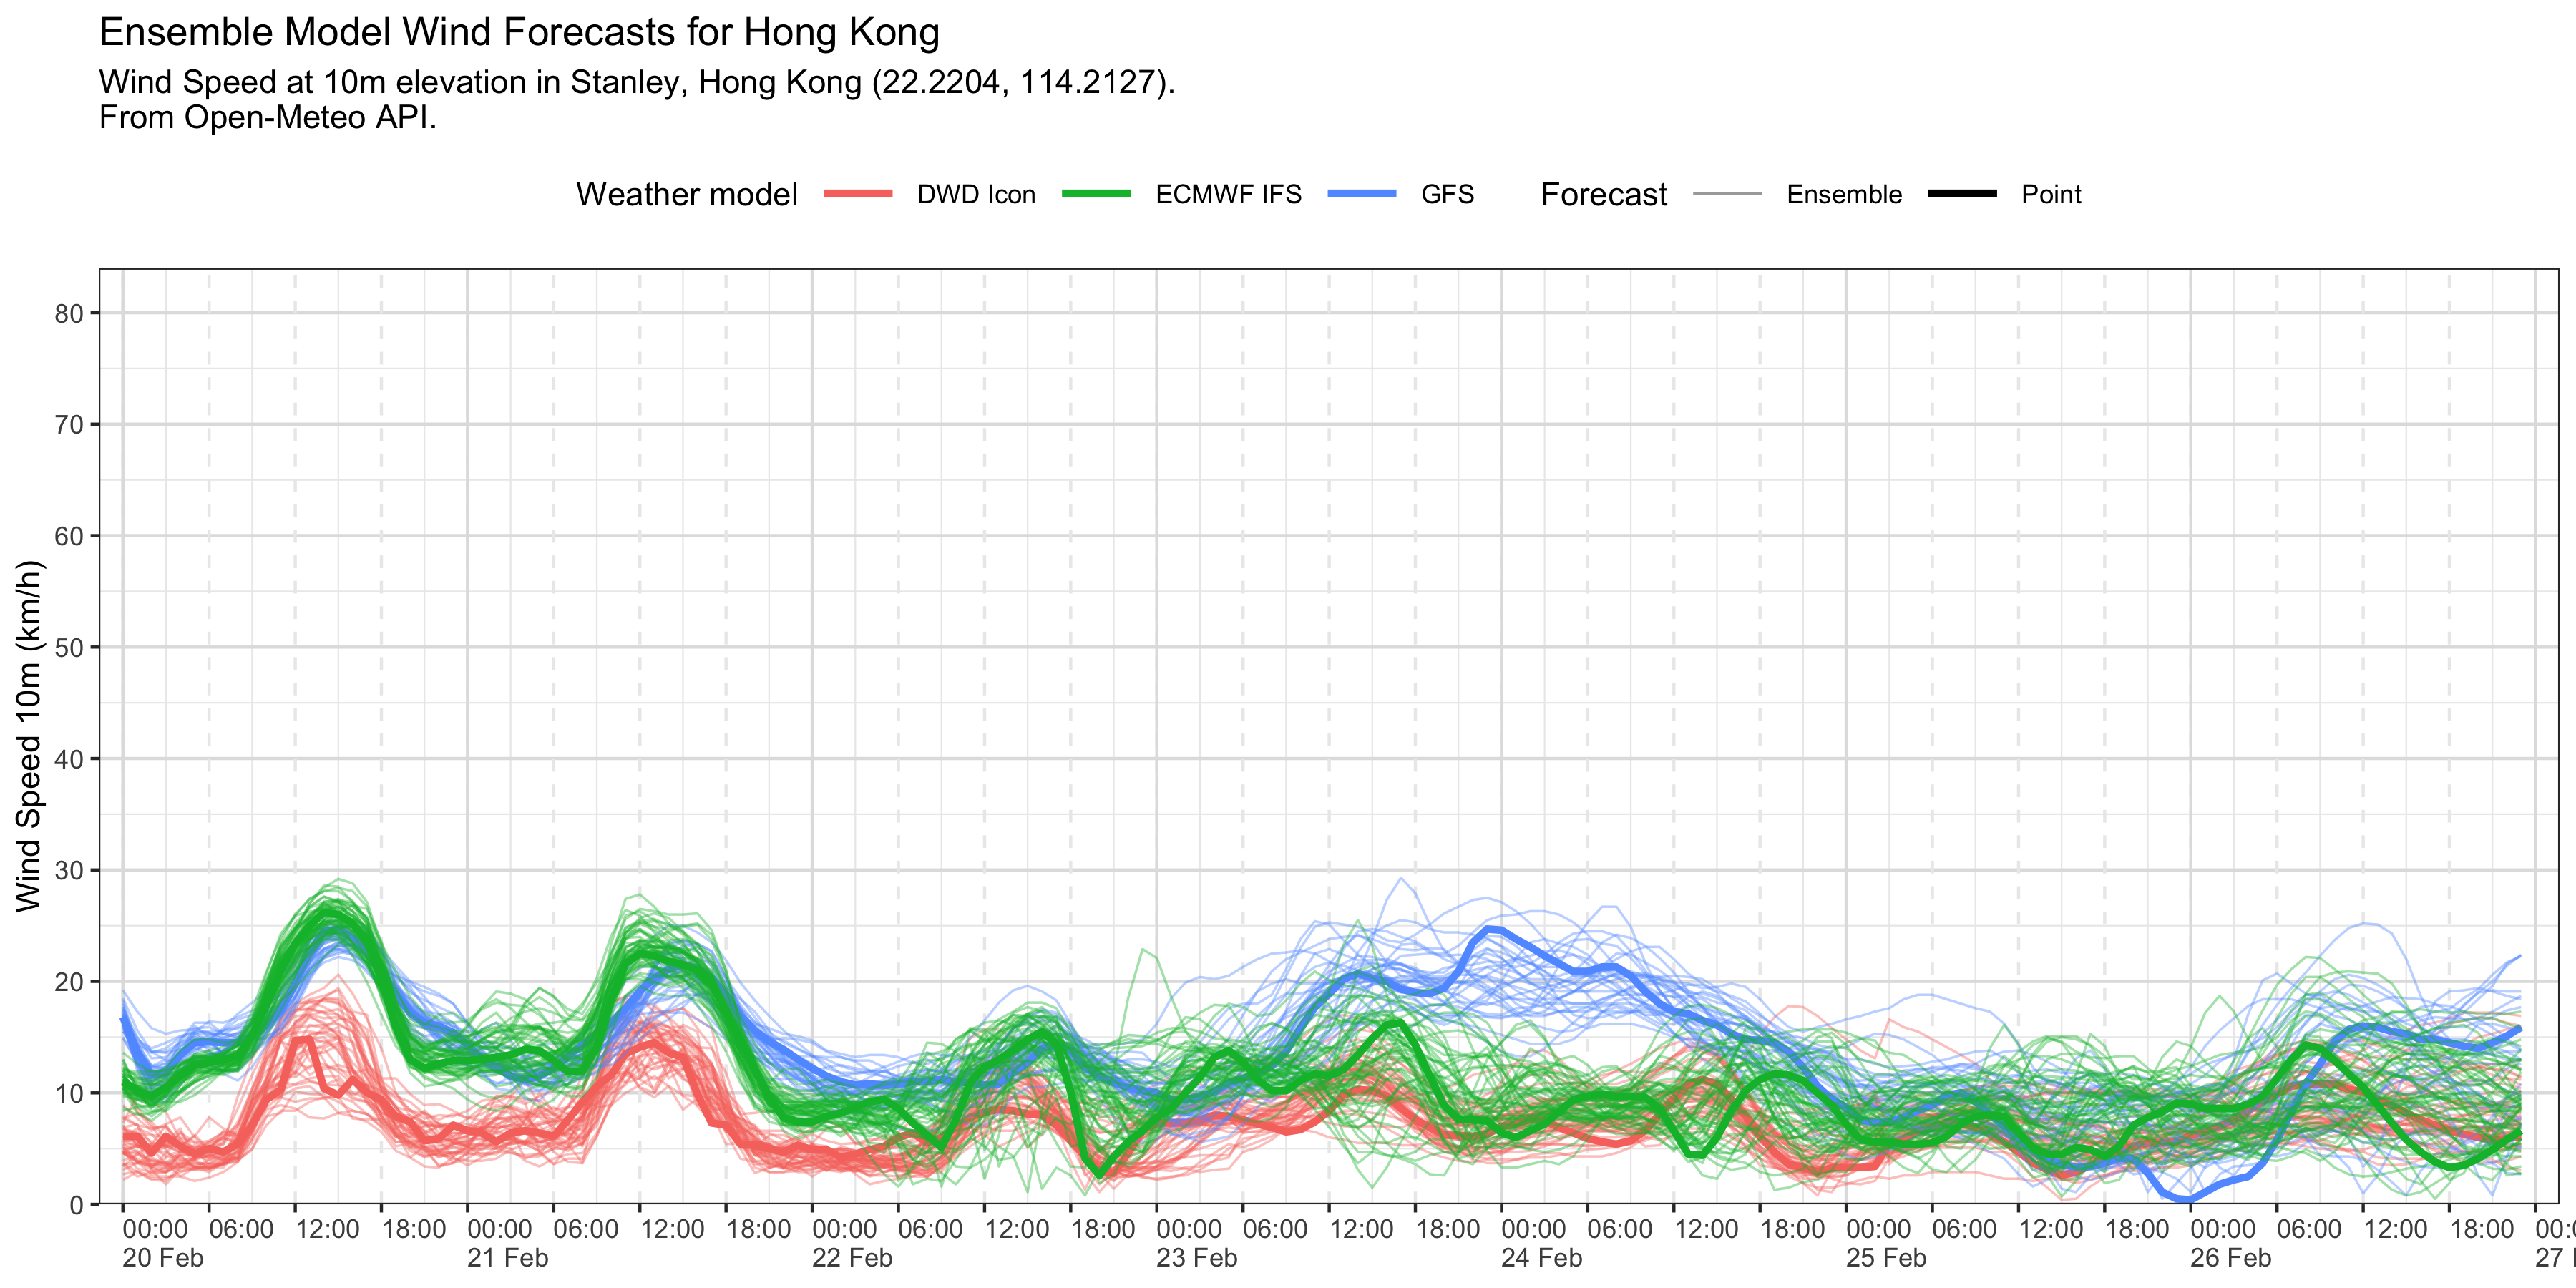 Ensemble Model Wind Forecasts for Hong Kong
Wind Speed at 10m elevation in Stanley, Hong Kong (22.2204, 114.2127).
From Open-Meteo API.
Weather model DWD Icon ECMWF IFS GFS Forecast Ensemble Point
Wind Speed 10m (km/h)
80
70
60
50
40
30
20
10
0
00:00 06:00 12:00 18:00 00:00 06:00 12:00 18:00 00:00 06:00 12:00 18:00 00:00 06:00 12:00 18:00 00:00 06:00 12:00 18:00 00:00 06:00 12:00 18:00 00:00 06:00 12:00 18:00
20 Feb 21 Feb 22 Feb 23 Feb 24 Feb 25 Feb 26 Feb 27